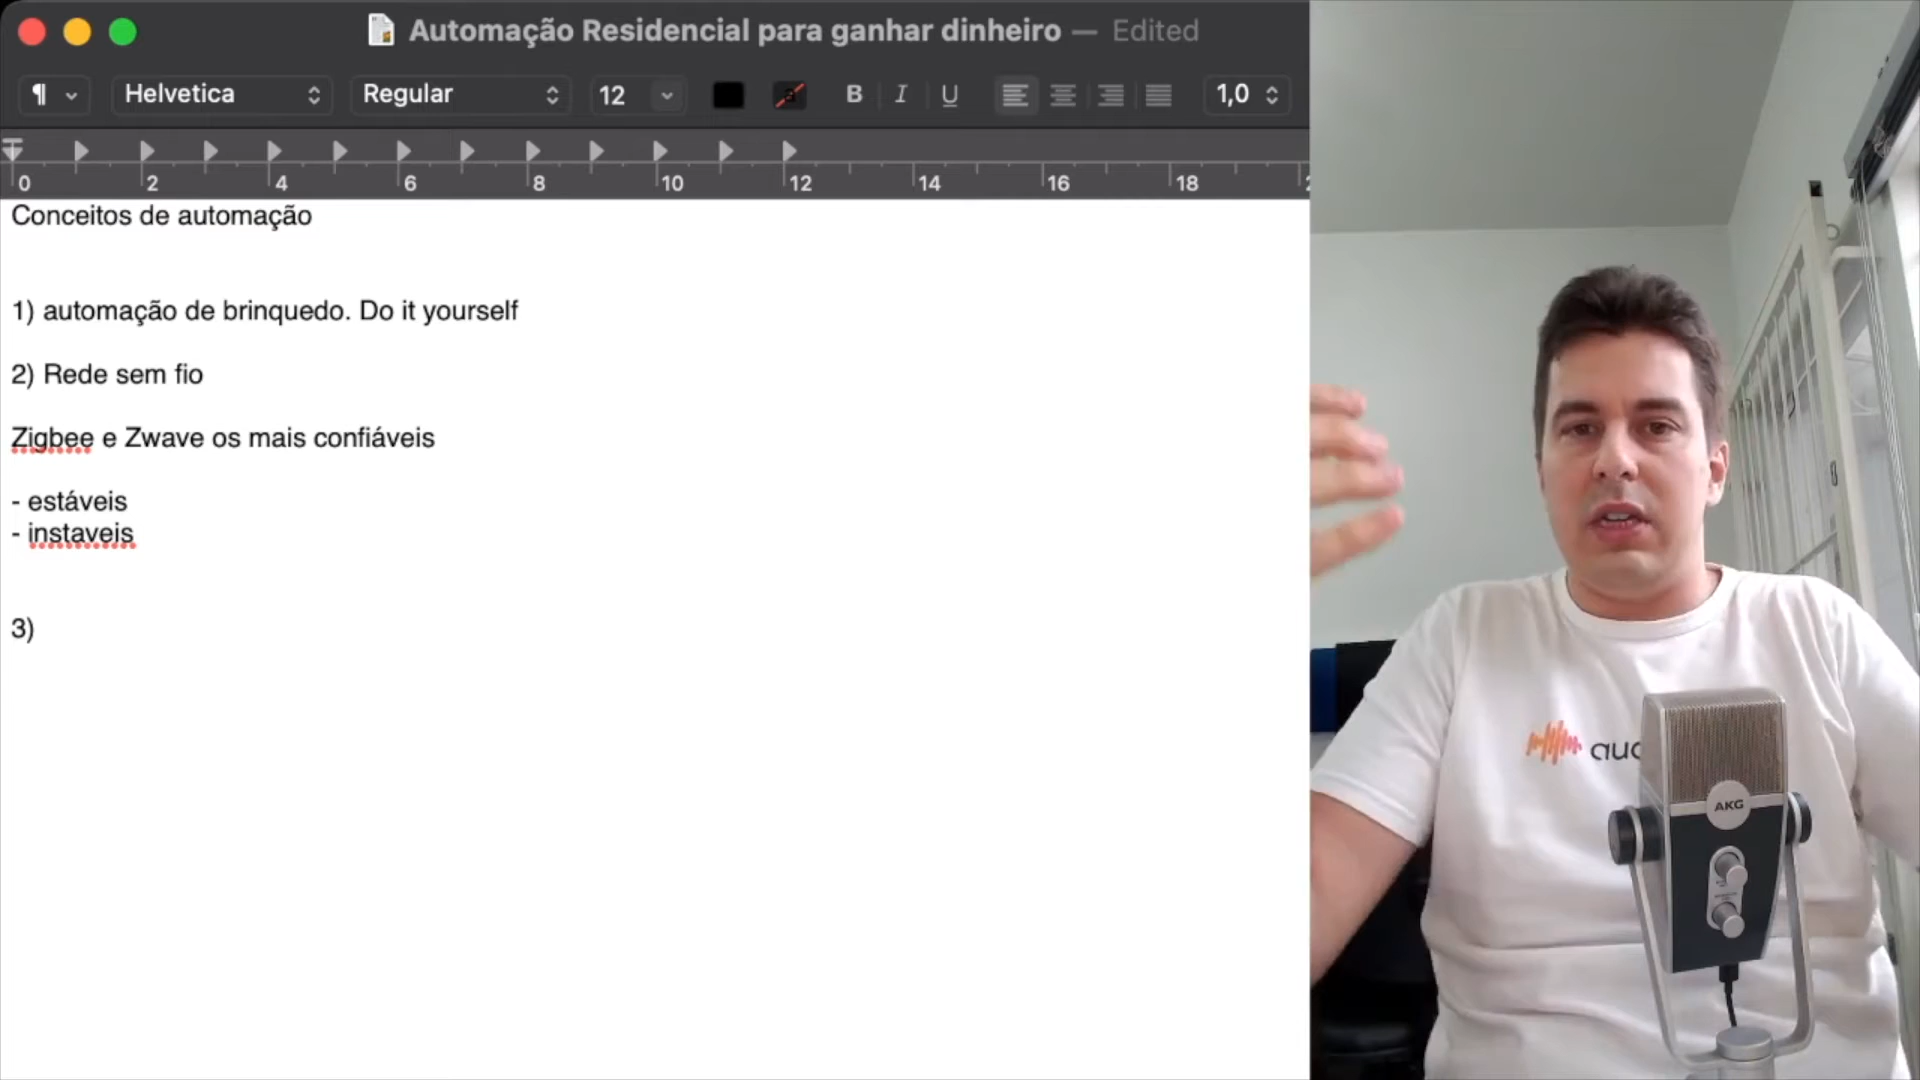 Automação Residencial para ganhar dinheiro — Edited
¶ Helvetica Regular 12 a B I U 1,0
0 2 4 6 8 10 12 14 16 18
Conceitos de automação
1) automação de brinquedo. Do it yourself
2) Rede sem fio
Zigbee e Zwave os mais confiáveis
- estáveis
- instaveis
3)
AKG